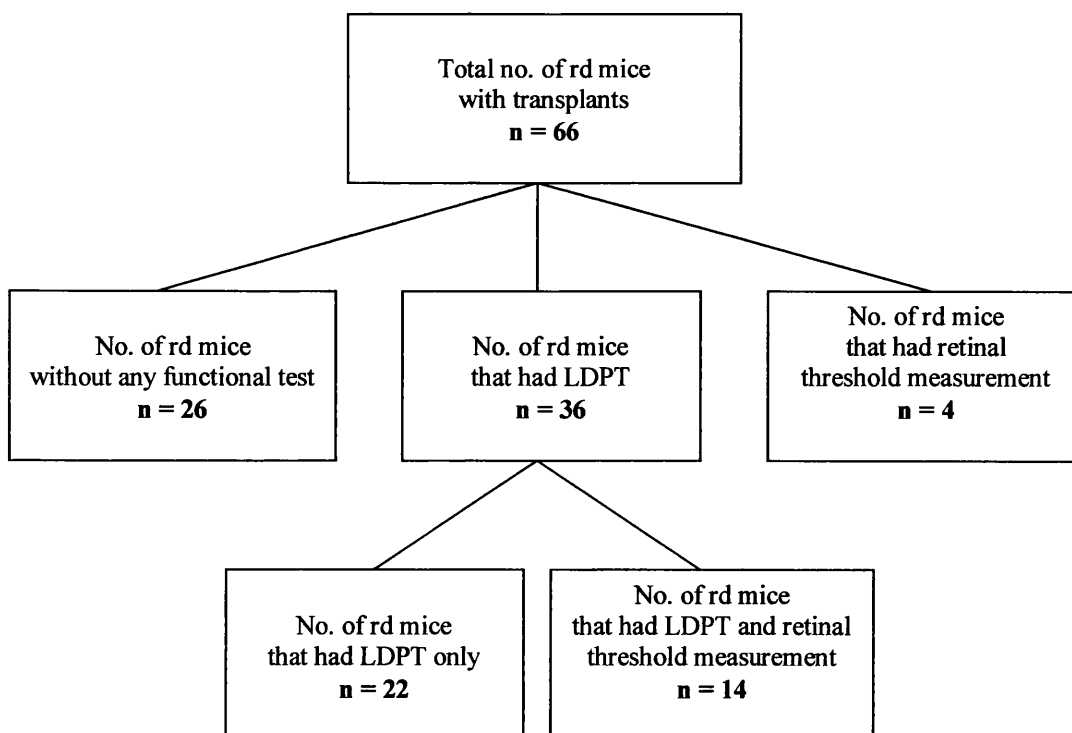 Total no. of rd mice
with transplants
n = 66
No. of rd mice
without any functional test
n = 26
No. of rd mice
that had LDPT
n = 36
No. of rd mice
that had retinal
threshold measurement
n = 4
No. of rd mice
that had LDPT only
n = 22
No. of rd mice
that had LDPT and retinal
threshold measurement
n = 14